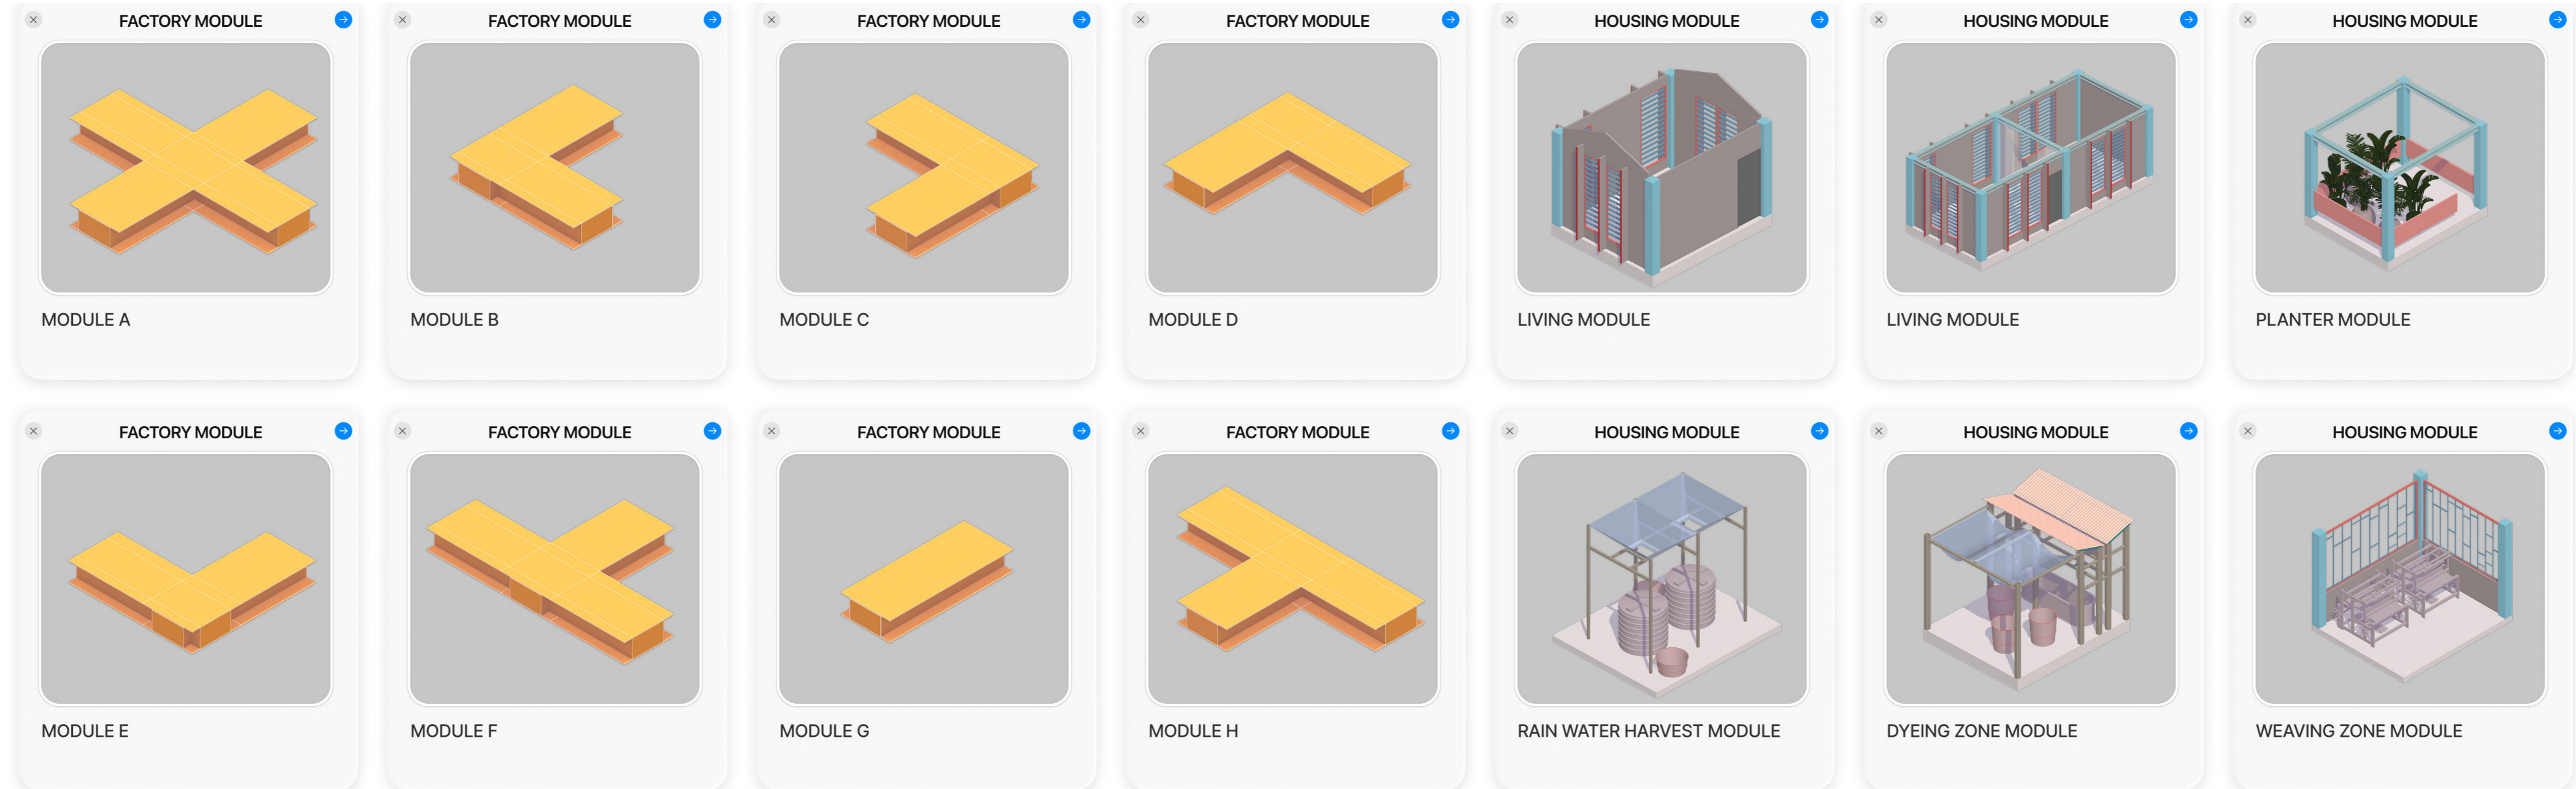 FACTORY MODULE
MODULE A
FACTORY MODULE
MODULE B
FACTORY MODULE
MODULE C
FACTORY MODULE
MODULE D
HOUSING MODULE
LIVING MODULE
HOUSING MODULE
LIVING MODULE
HOUSING MODULE
PLANTER MODULE
FACTORY MODULE
MODULE E
FACTORY MODULE
MODULE F
FACTORY MODULE
MODULE G
FACTORY MODULE
MODULE H
HOUSING MODULE
RAIN WATER HARVEST MODULE
HOUSING MODULE
DYEING ZONE MODULE
HOUSING MODULE
WEAVING ZONE MODULE